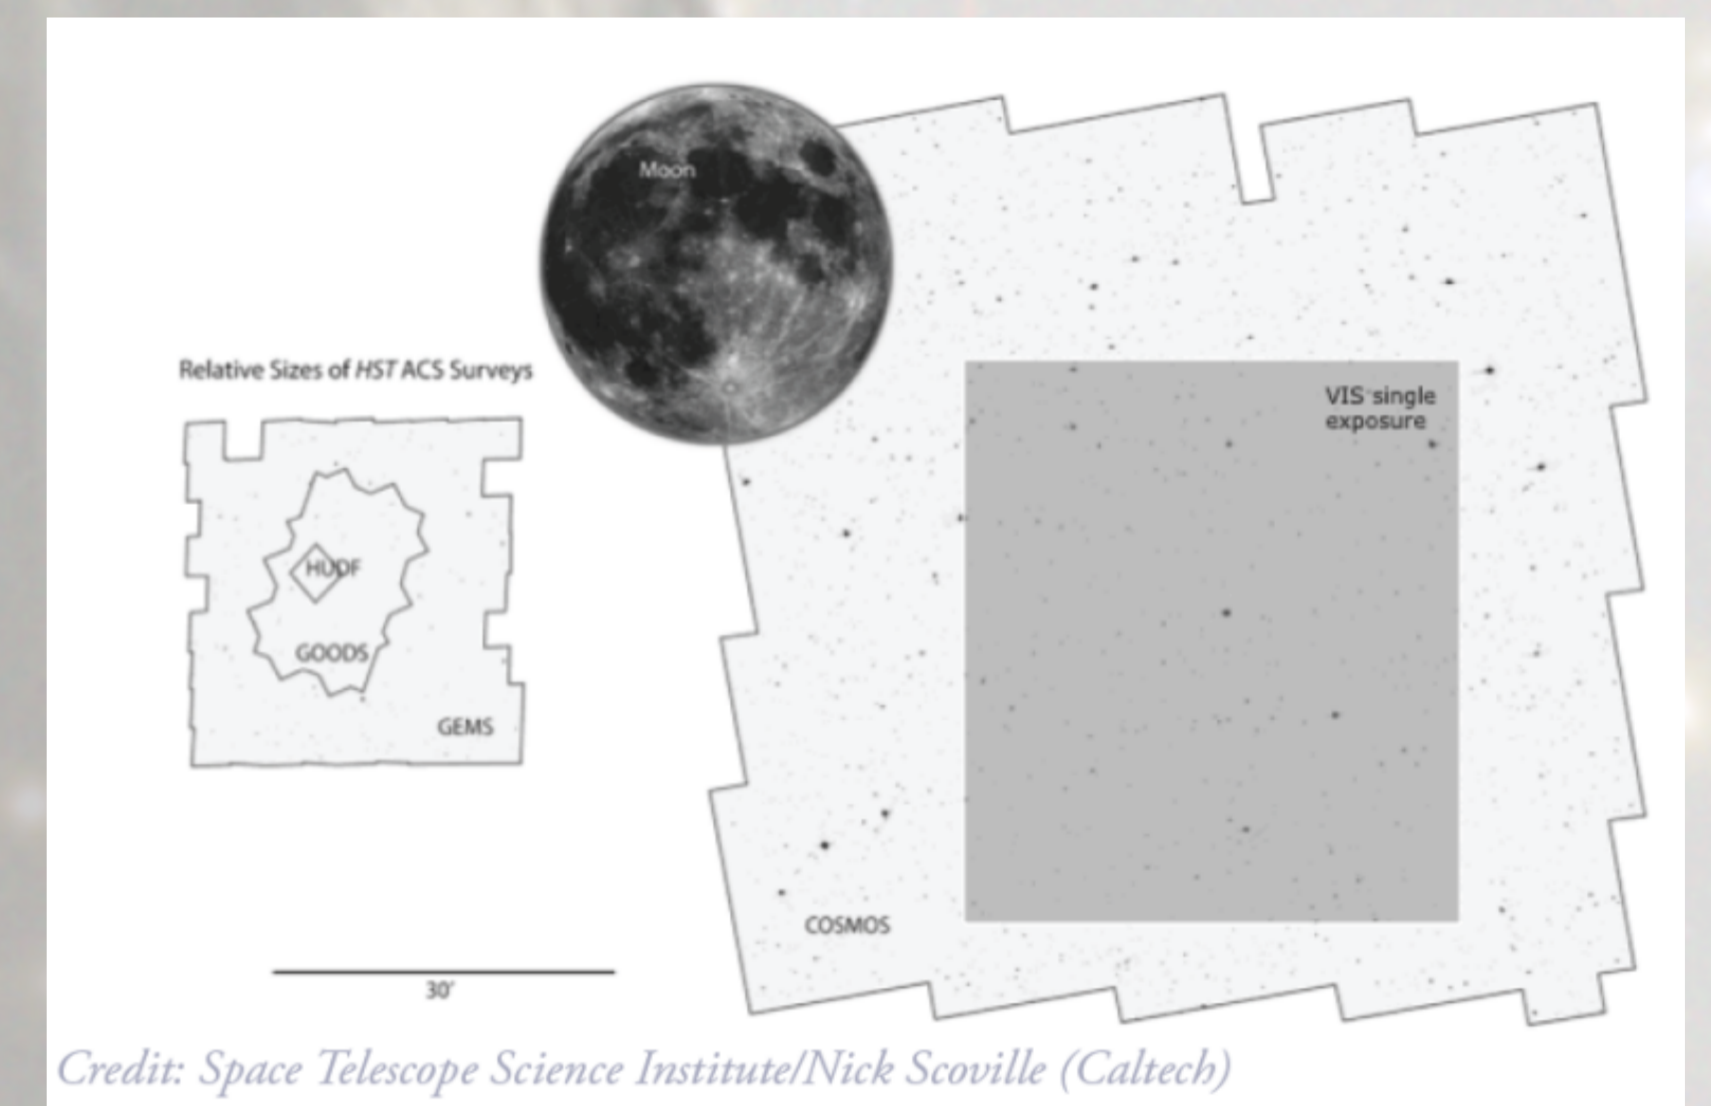 Moon
Relative Sizes of HST ACS Surveys
VIS single
exposure
HUDF
GOODS
GEMS
COSMOS
30'
Credit: Space Telescope Science Institute/Nick Scoville (Caltech)